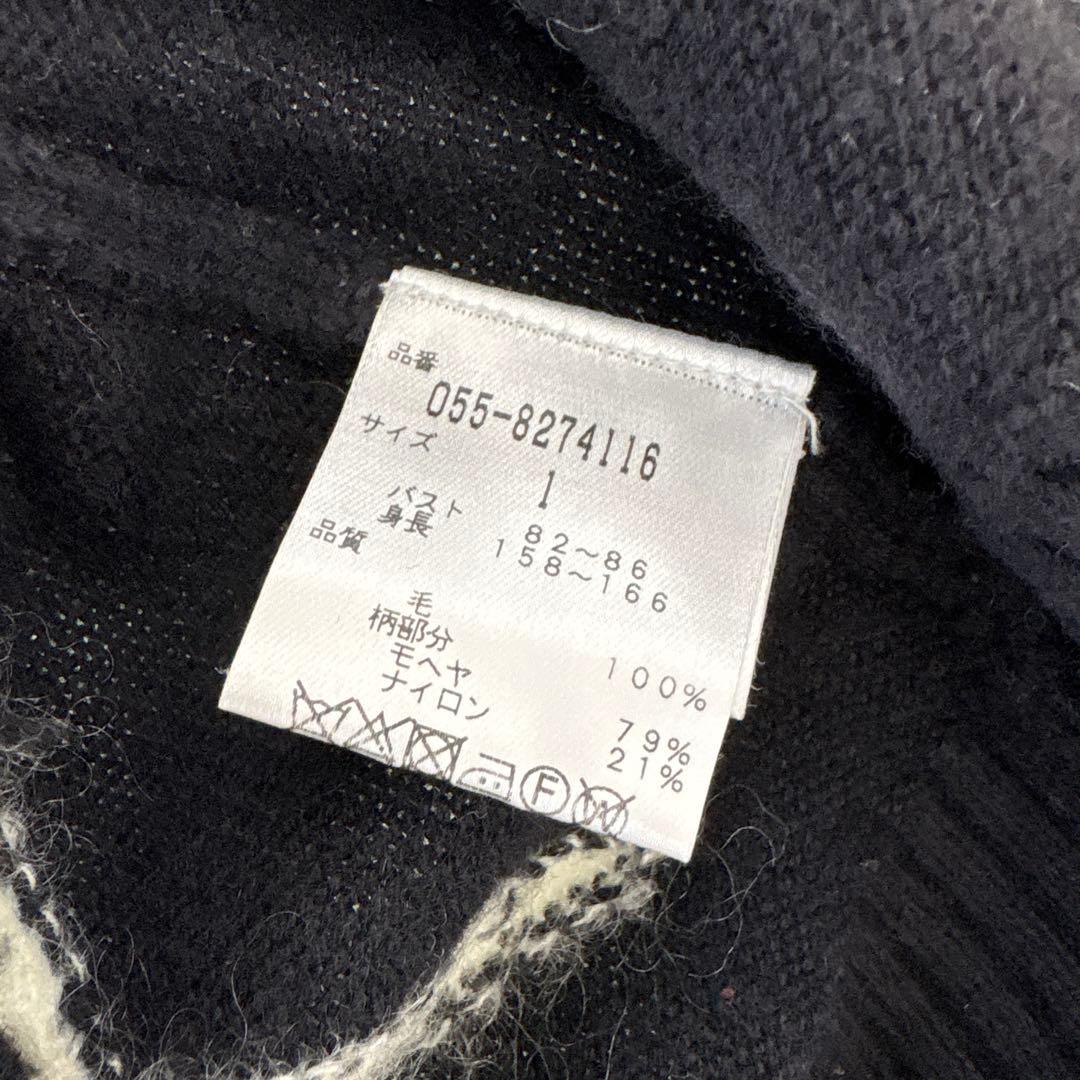 品番
055-8274116
サイズ
1
バスト 82～86
身長 158～166
品質
毛 100%
柄部分
モヘヤ 79%
ナイロン 21%
F W